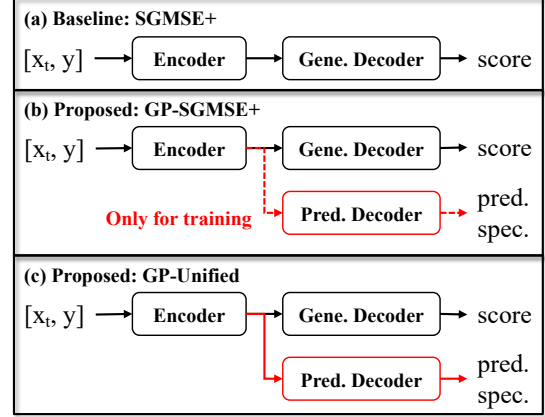 (a) Baseline: SGMSE+
[xₜ, y] Encoder Gene. Decoder score
(b) Proposed: GP-SGMSE+
[xₜ, y] Encoder Gene. Decoder score
Only for training Pred. Decoder pred.
spec.
(c) Proposed: GP-Unified
[xₜ, y] Encoder Gene. Decoder score
Pred. Decoder pred.
spec.